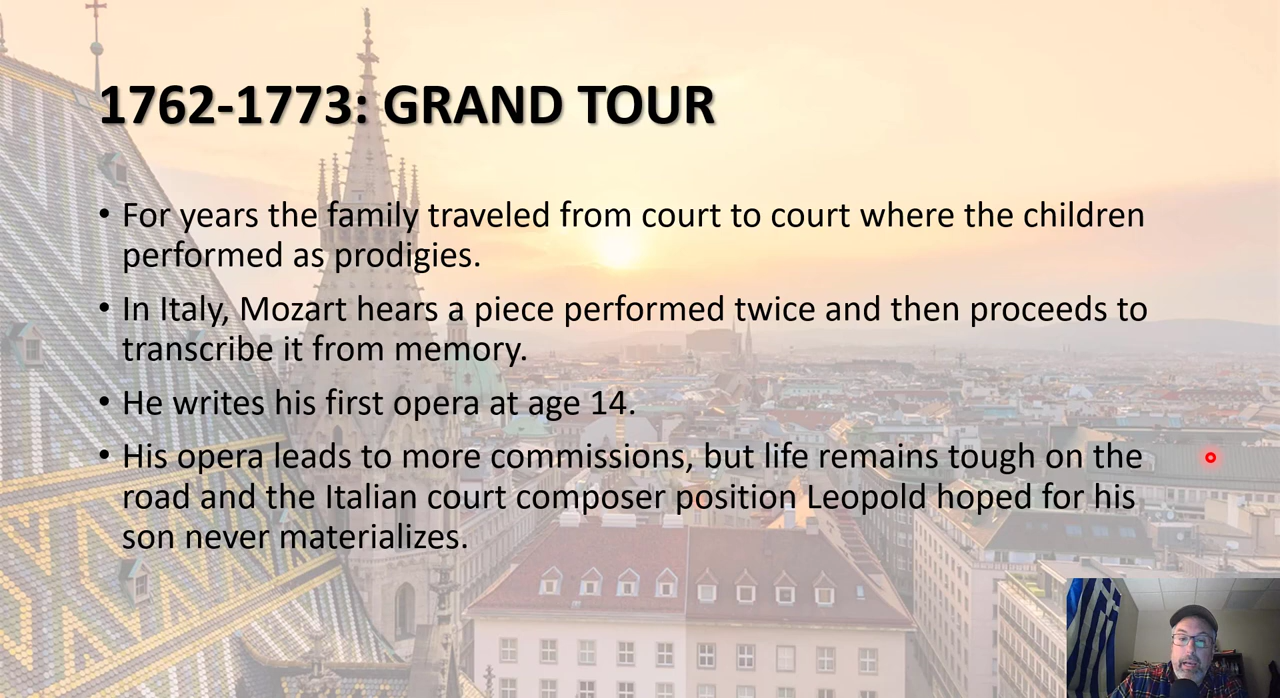 1762-1773: GRAND TOUR
• For years the family traveled from court to court where the children
performed as prodigies.
• In Italy, Mozart hears a piece performed twice and then proceeds to
transcribe it from memory.
• He writes his first opera at age 14.
• His opera leads to more commissions, but life remains tough on the
road and the Italian court composer position Leopold hoped for his
son never materializes.